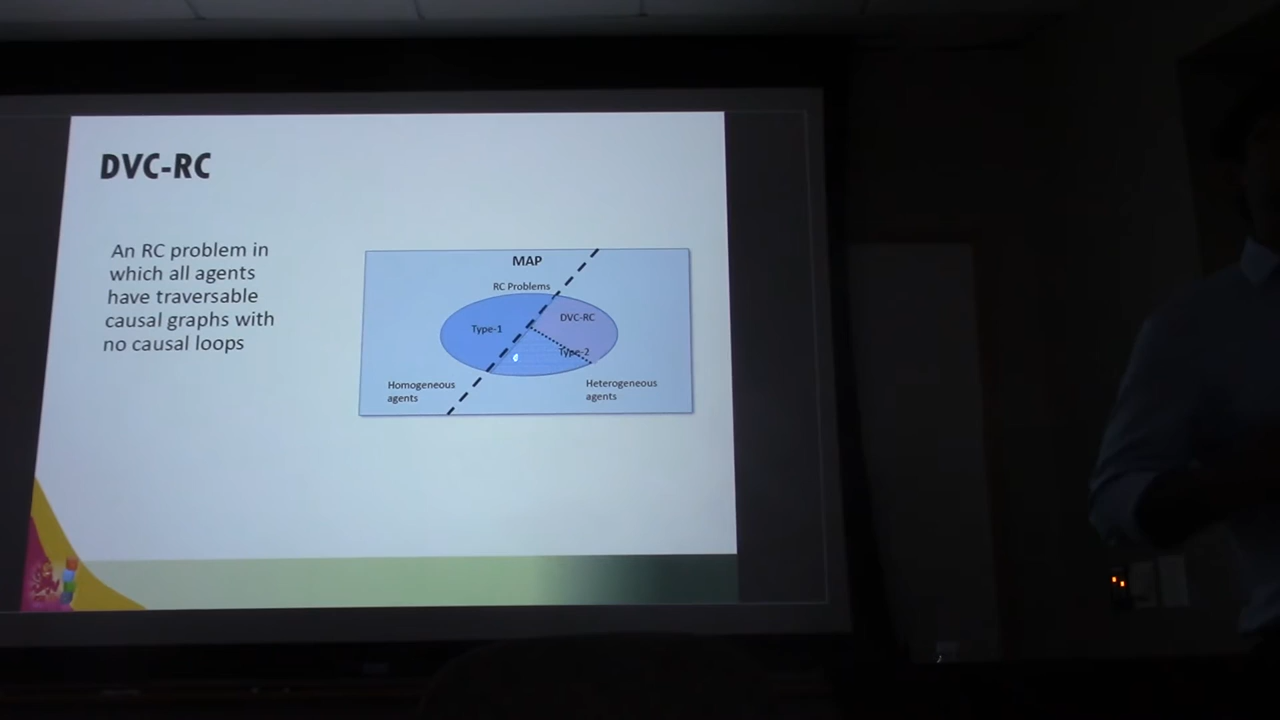 DVC-RC
An RC problem in
which all agents
have traversable
causal graphs with
no causal loops
MAP
RC Problems
Type-1
DVC-RC
Type-2
Homogeneous
agents
Heterogeneous
agents